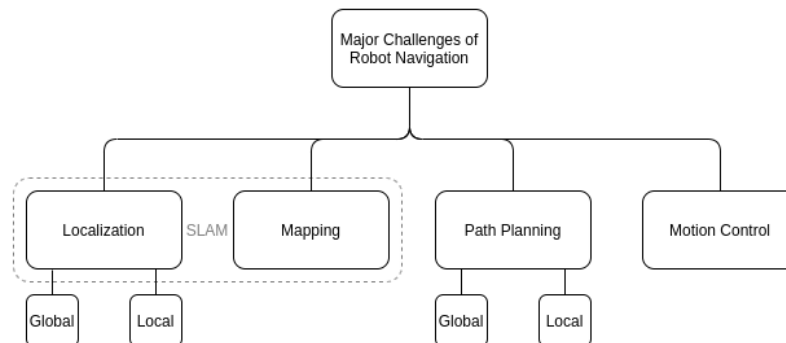 Major Challenges of
Robot Navigation
Localization
SLAM
Mapping
Path Planning
Motion Control
Global
Local
Global
Local